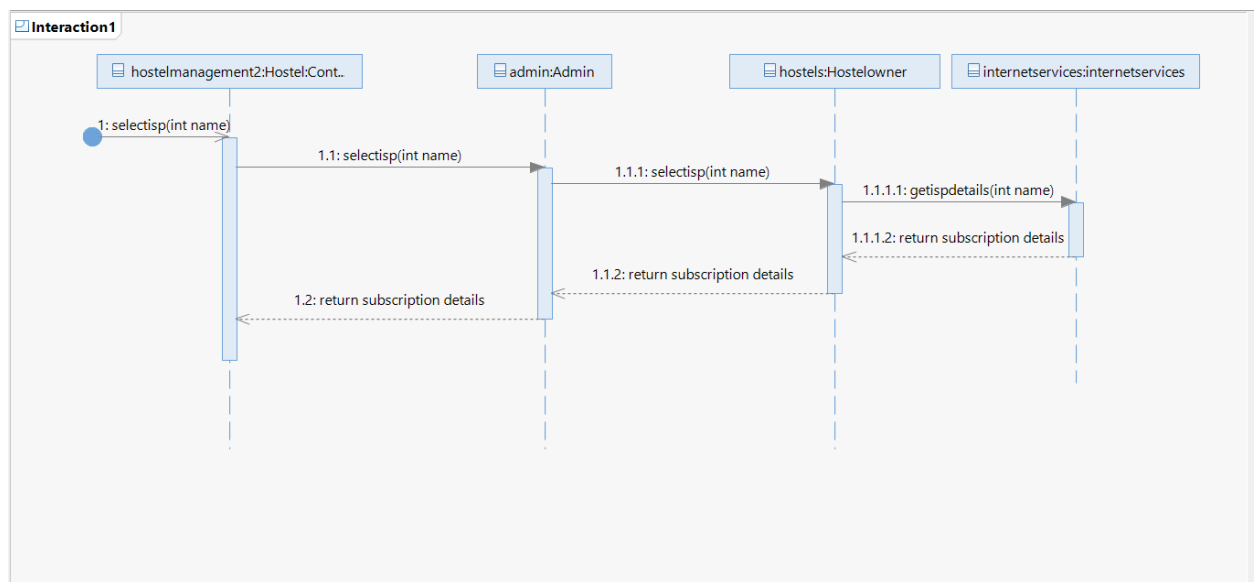 Interaction1
hostelmanagement2:Hostel:Cont..
admin:Admin
hostels:Hostelowner
internetservices:internetservices
1: selectisp(int name)
1.1: selectisp(int name)
1.1.1: selectisp(int name)
1.1.1.1: getispdetails(int name)
1.1.1.2: return subscription details
1.1.2: return subscription details
1.2: return subscription details